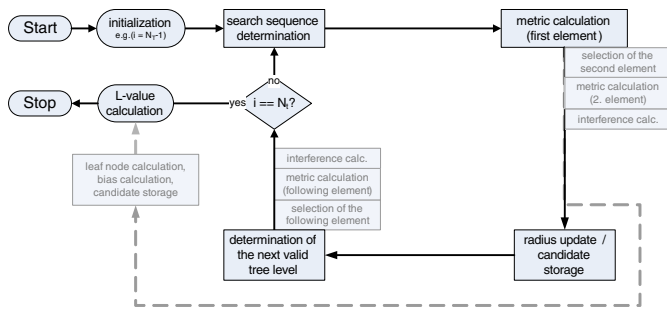 Start
initialization
e.g.(i = NT-1)
search sequence
determination
metric calculation
(first element)
selection of the
second element
metric calculation
(2. element)
interference calc.
no
Stop
L-value
calculation
yes
i == Nt?
leaf node calculation,
bias calculation,
candidate storage
interference calc.
metric calculation
(following element)
selection of the
following element
determination of
the next valid
tree level
radius update /
candidate
storage